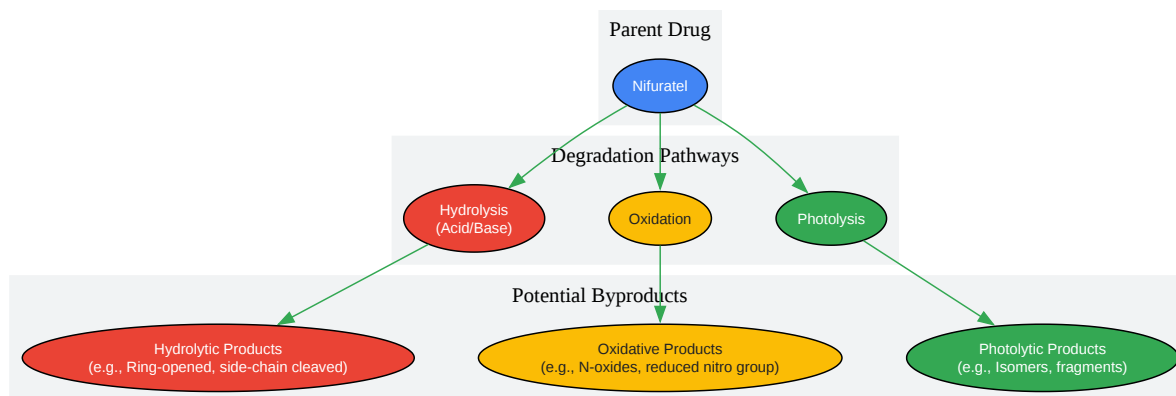 Parent Drug
Nifuratel
Degradation Pathways
Hydrolysis
(Acid/Base)
Oxidation
Photolysis
Potential Byproducts
Hydrolytic Products
(e.g., Ring-opened, side-chain cleaved)
Oxidative Products
(e.g., N-oxides, reduced nitro group)
Photolytic Products
(e.g., Isomers, fragments)